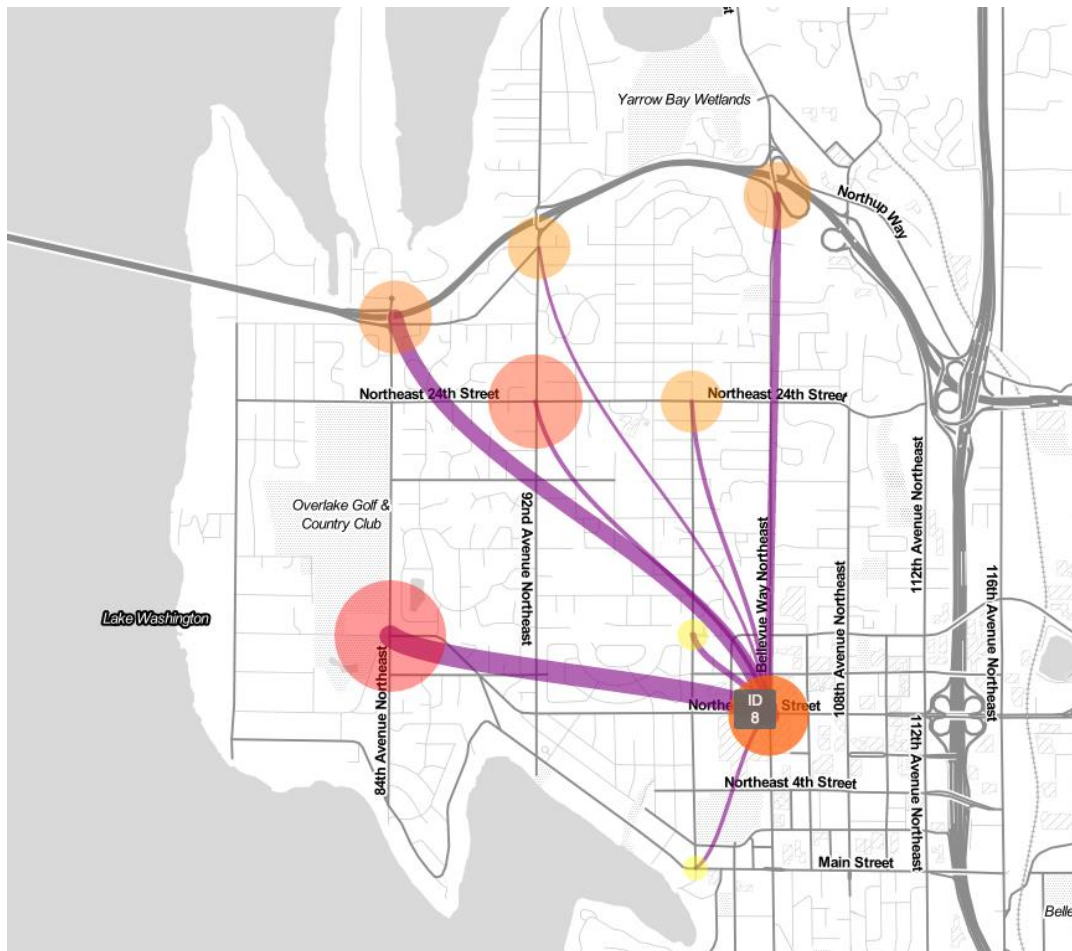 Yarrow Bay Wetlands
Northup Way
Northeast 24th Street
Northeast 24th Street
Overlake Golf &
Country Club
92nd Avenue Northeast
112th Avenue Northeast
Bellevue Way Northeast
108th Avenue Northeast
116th Avenue Northeast
Lake Washington
84th Avenue Northeast
ID
8
Street
112th Avenue Northeast
Northeast 4th Street
Main Street
Belle